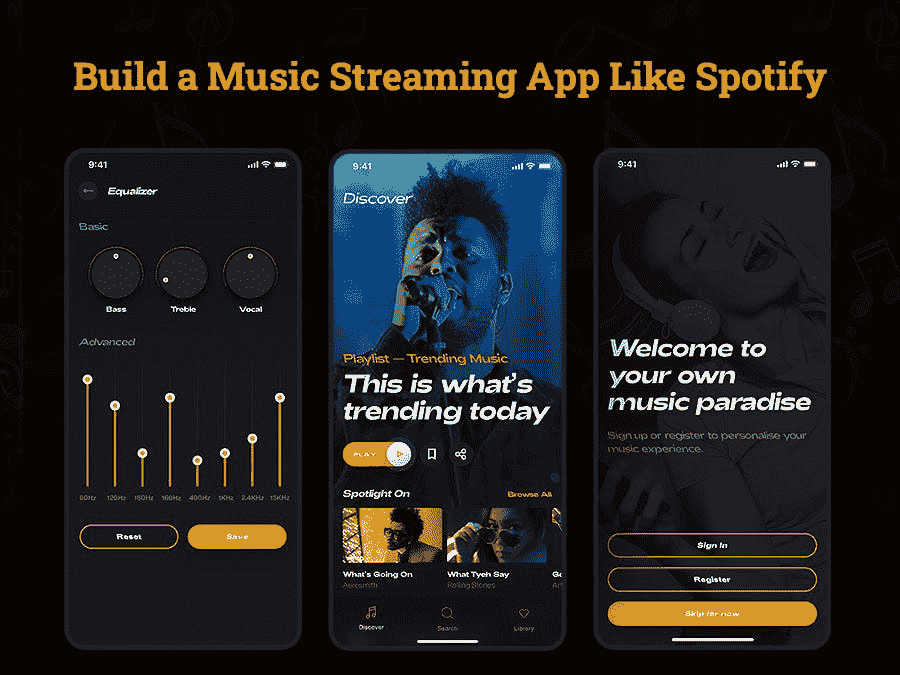 Build a Music Streaming App Like Spotify
9:41
Equalizer
Basic
Bass Treble Vocal
Advanced
80Hz 120Hz 160Hz 160Hz 400Hz 1KHz 2.4KHz 15KHz
Reset Save
9:41
Discover
Playlist — Trending Music
This is what's
trending today
Spotlight On Browse All
What's Going On What Tyeh Say Go
Aerosmith Rolling Stones
Discover Search Library
9:41
Welcome to
your own
music paradise
Sign up or register to personalise your
music experience.
Sign In
Register
Skip for now